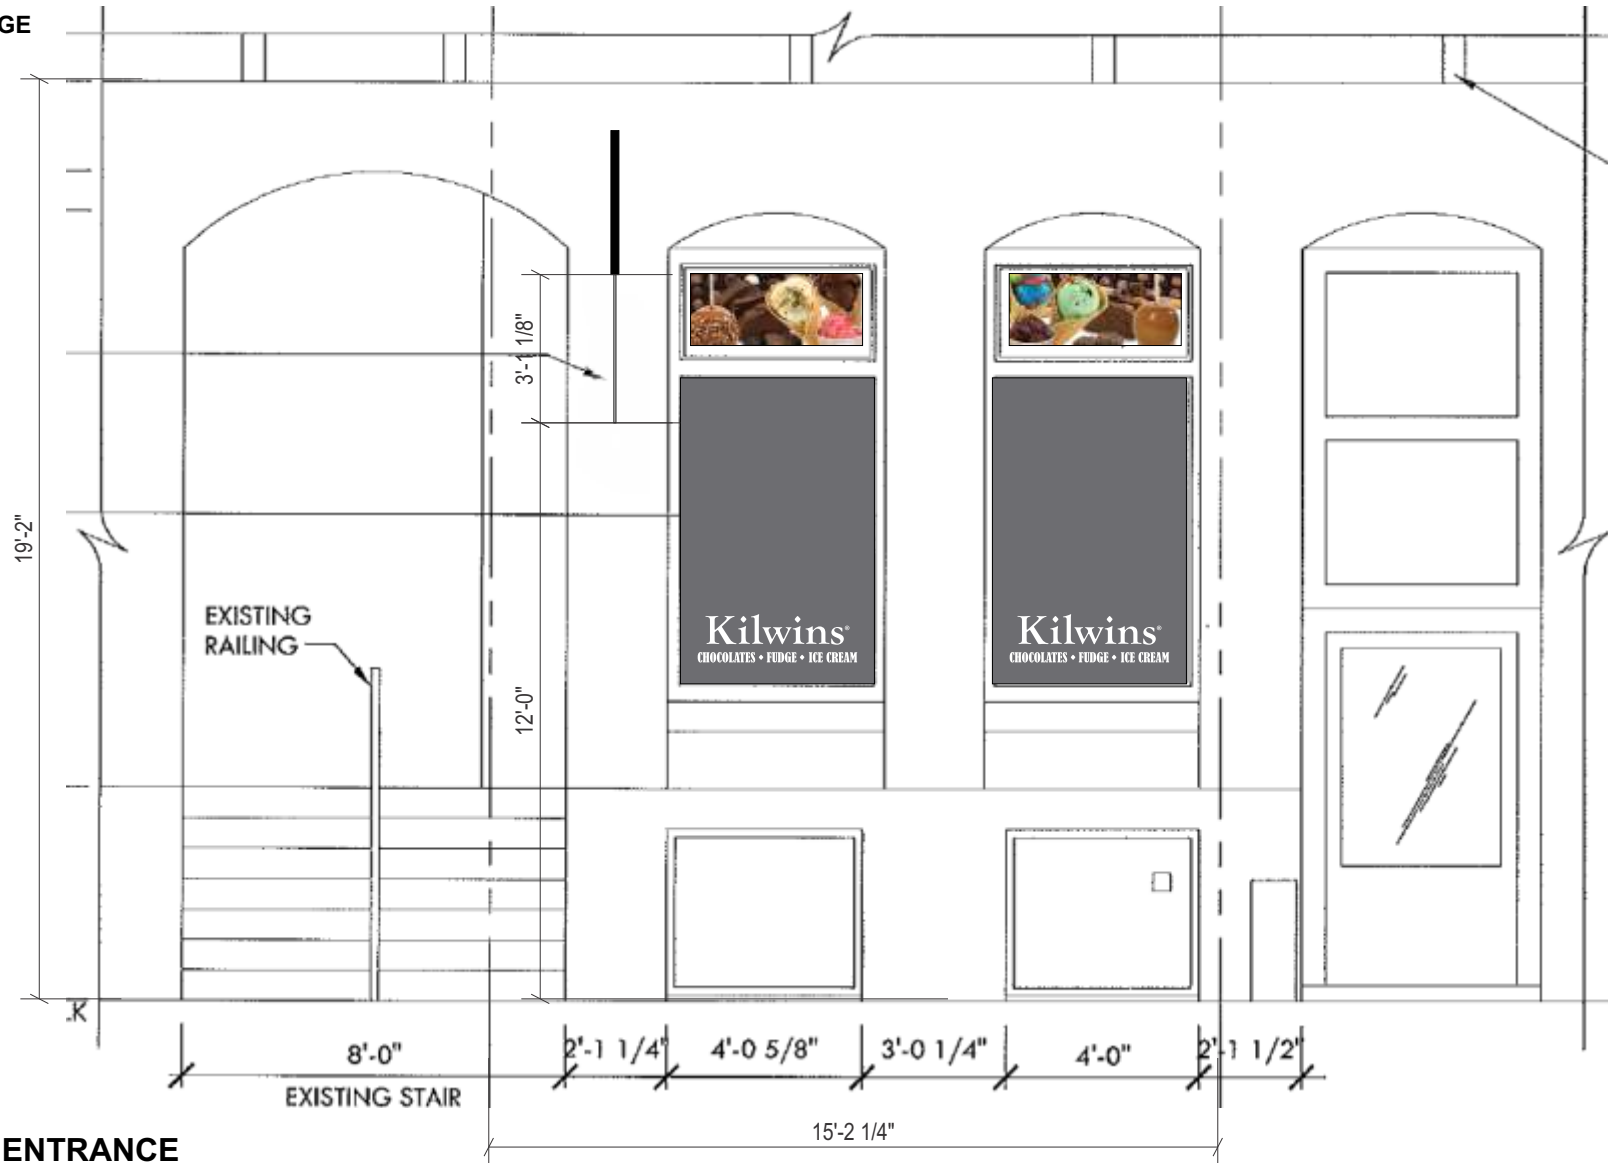 GE
3'-1 1/8"
19'-2"
EXISTING
RAILING
Kilwins®
CHOCOLATES • FUDGE • ICE CREAM
Kilwins®
CHOCOLATES • FUDGE • ICE CREAM
12'-0"
.K
8'-0"
2'-1 1/4"
4'-0 5/8"
3'-0 1/4"
4'-0"
2'-1 1/2"
EXISTING STAIR
15'-2 1/4"
ENTRANCE